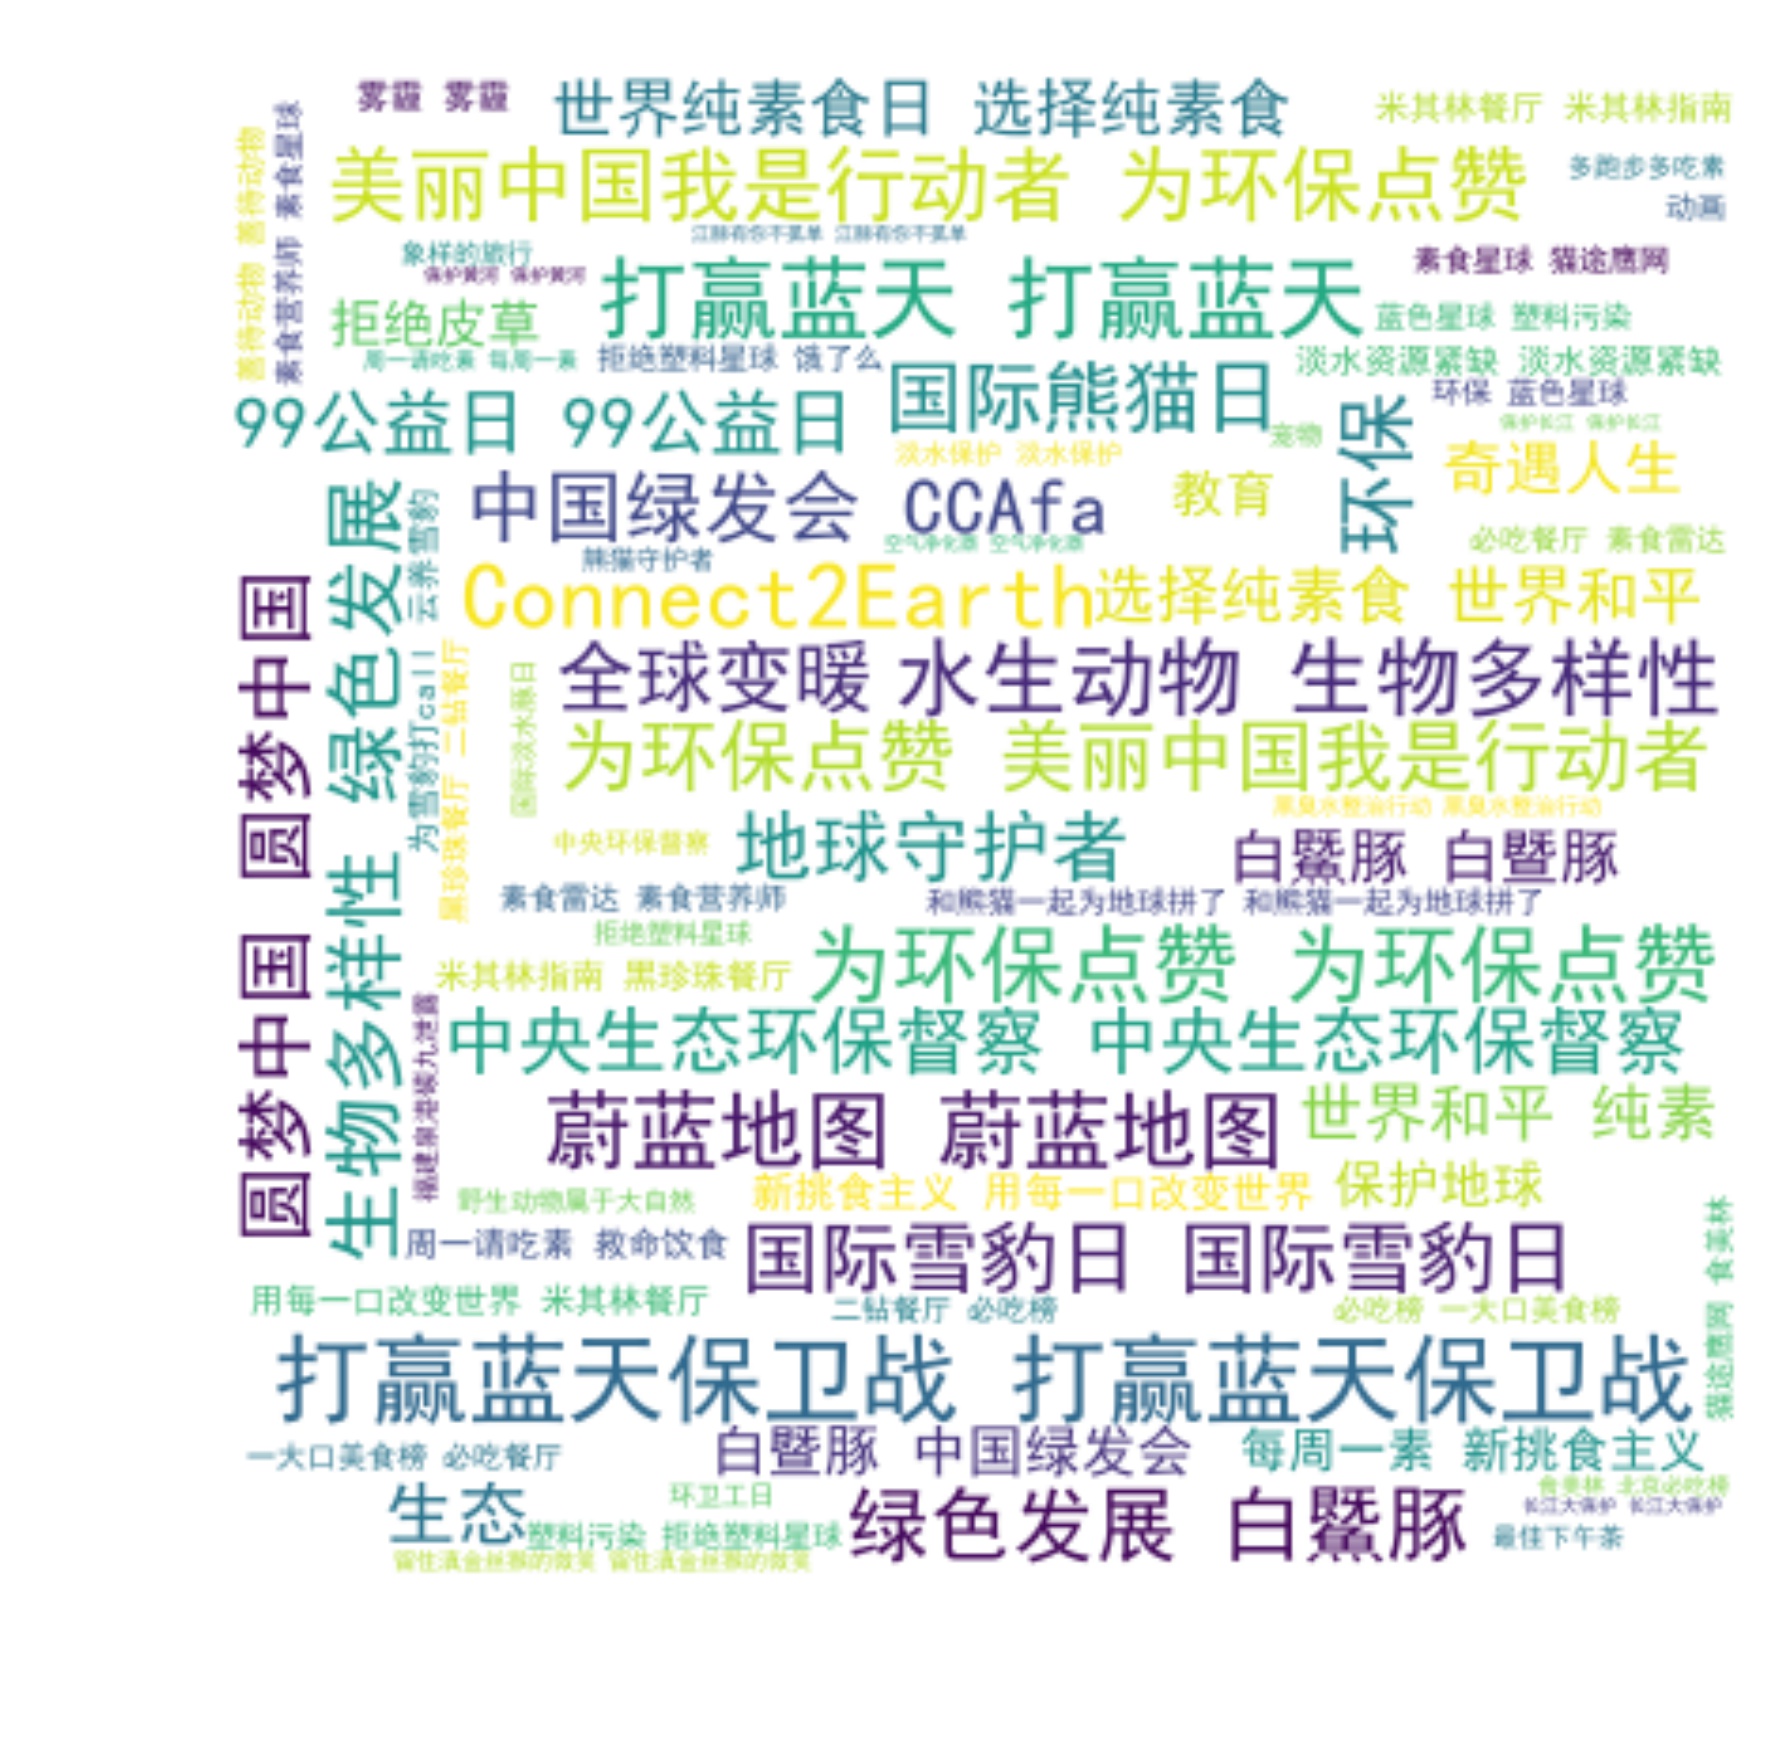 雾霾 雾霾
世界纯素食日 选择纯素食
米其林餐厅 米其林指南
美丽中国我是行动者 为环保点赞
多跑步多吃素
动画
善待动物 善待动物
素食营养师 素食星球
江豚有你不孤单 江豚有你不孤单
象样的旅行
保护黄河 保护黄河
打赢蓝天 打赢蓝天
素食星球 猫途鹰网
拒绝皮草
蓝色星球 塑料污染
周一请吃素 每周一素
拒绝塑料星球 饿了么
国际熊猫日
淡水资源紧缺 淡水资源紧缺
环保 蓝色星球
99公益日 99公益日
宠物
环保
保护长江 保护长江
淡水保护 淡水保护
奇遇人生
中国绿发会 CCAfa
教育
空气净化器 空气净化器
必吃餐厅 素食雷达
熊猫守护者
云养雪豹
Connect2Earth
选择纯素食 世界和平
圆梦中国 圆梦中国
生物多样性 绿色发展
为雪豹打call
黑珍珠餐厅 二钻餐厅
国际淡水豚日
全球变暖
水生动物 生物多样性
为环保点赞 美丽中国我是行动者
黑臭水整治行动 黑臭水整治行动
中央环保督察
地球守护者
白鱀豚 白暨豚
素食雷达 素食营养师
和熊猫一起为地球拼了 和熊猫一起为地球拼了
拒绝塑料星球
为环保点赞 为环保点赞
米其林指南 黑珍珠餐厅
福建泉港碳九泄露
中央生态环保督察 中央生态环保督察
蔚蓝地图 蔚蓝地图
世界和平 纯素
野生动物属于大自然
新挑食主义 用每一口改变世界
保护地球
周一请吃素 救命饮食
国际雪豹日 国际雪豹日
猫途鹰网 食美林
用每一口改变世界 米其林餐厅
二钻餐厅 必吃榜
必吃榜 一大口美食榜
打赢蓝天保卫战 打赢蓝天保卫战
一大口美食榜 必吃餐厅
白暨豚 中国绿发会
每周一素 新挑食主义
食美林 北京必吃榜
生态
环卫工日
绿色发展 白鱀豚
长江大保护 长江大保护
塑料污染 拒绝塑料星球
最佳下午茶
留住滇金丝猴的微笑 留住滇金丝猴的微笑